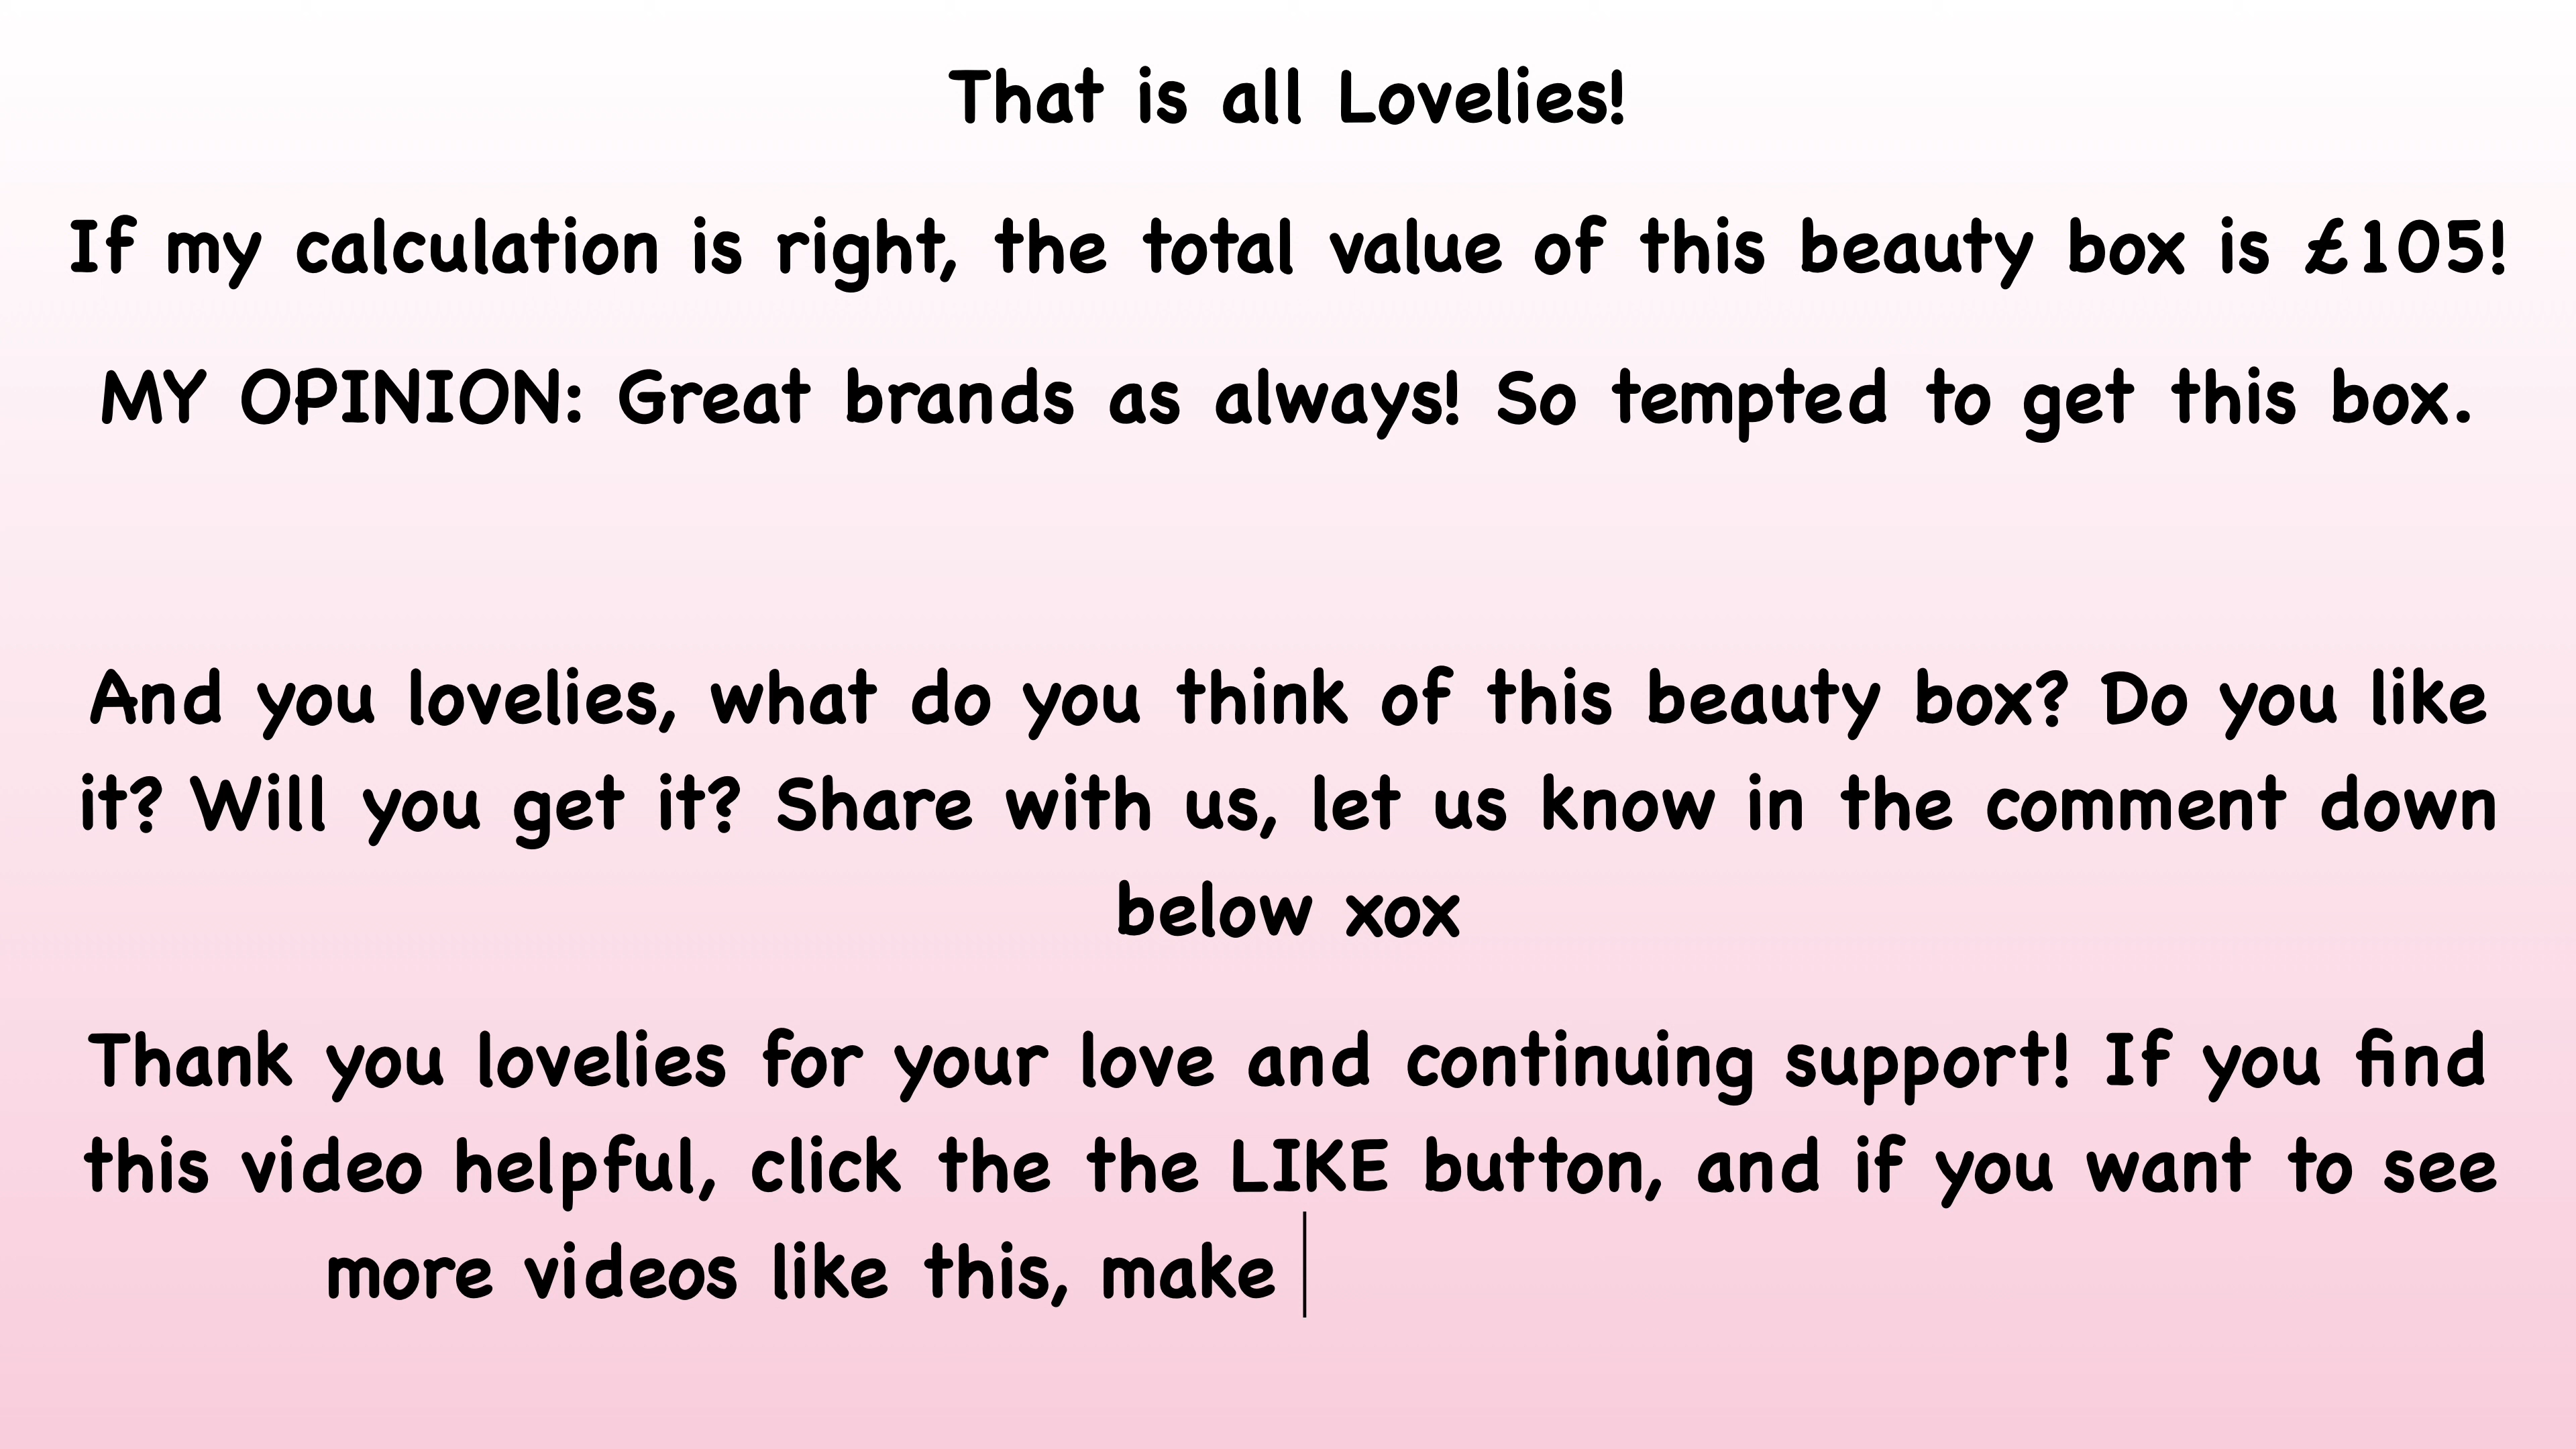 That is all Lovelies!
If my calculation is right, the total value of this beauty box is £105!
MY OPINION: Great brands as always! So tempted to get this box.
And you lovelies, what do you think of this beauty box? Do you like
it? Will you get it? Share with us, let us know in the comment down
below xox
Thank you lovelies for your love and continuing support! If you find
this video helpful, click the the LIKE button, and if you want to see
more videos like this, make